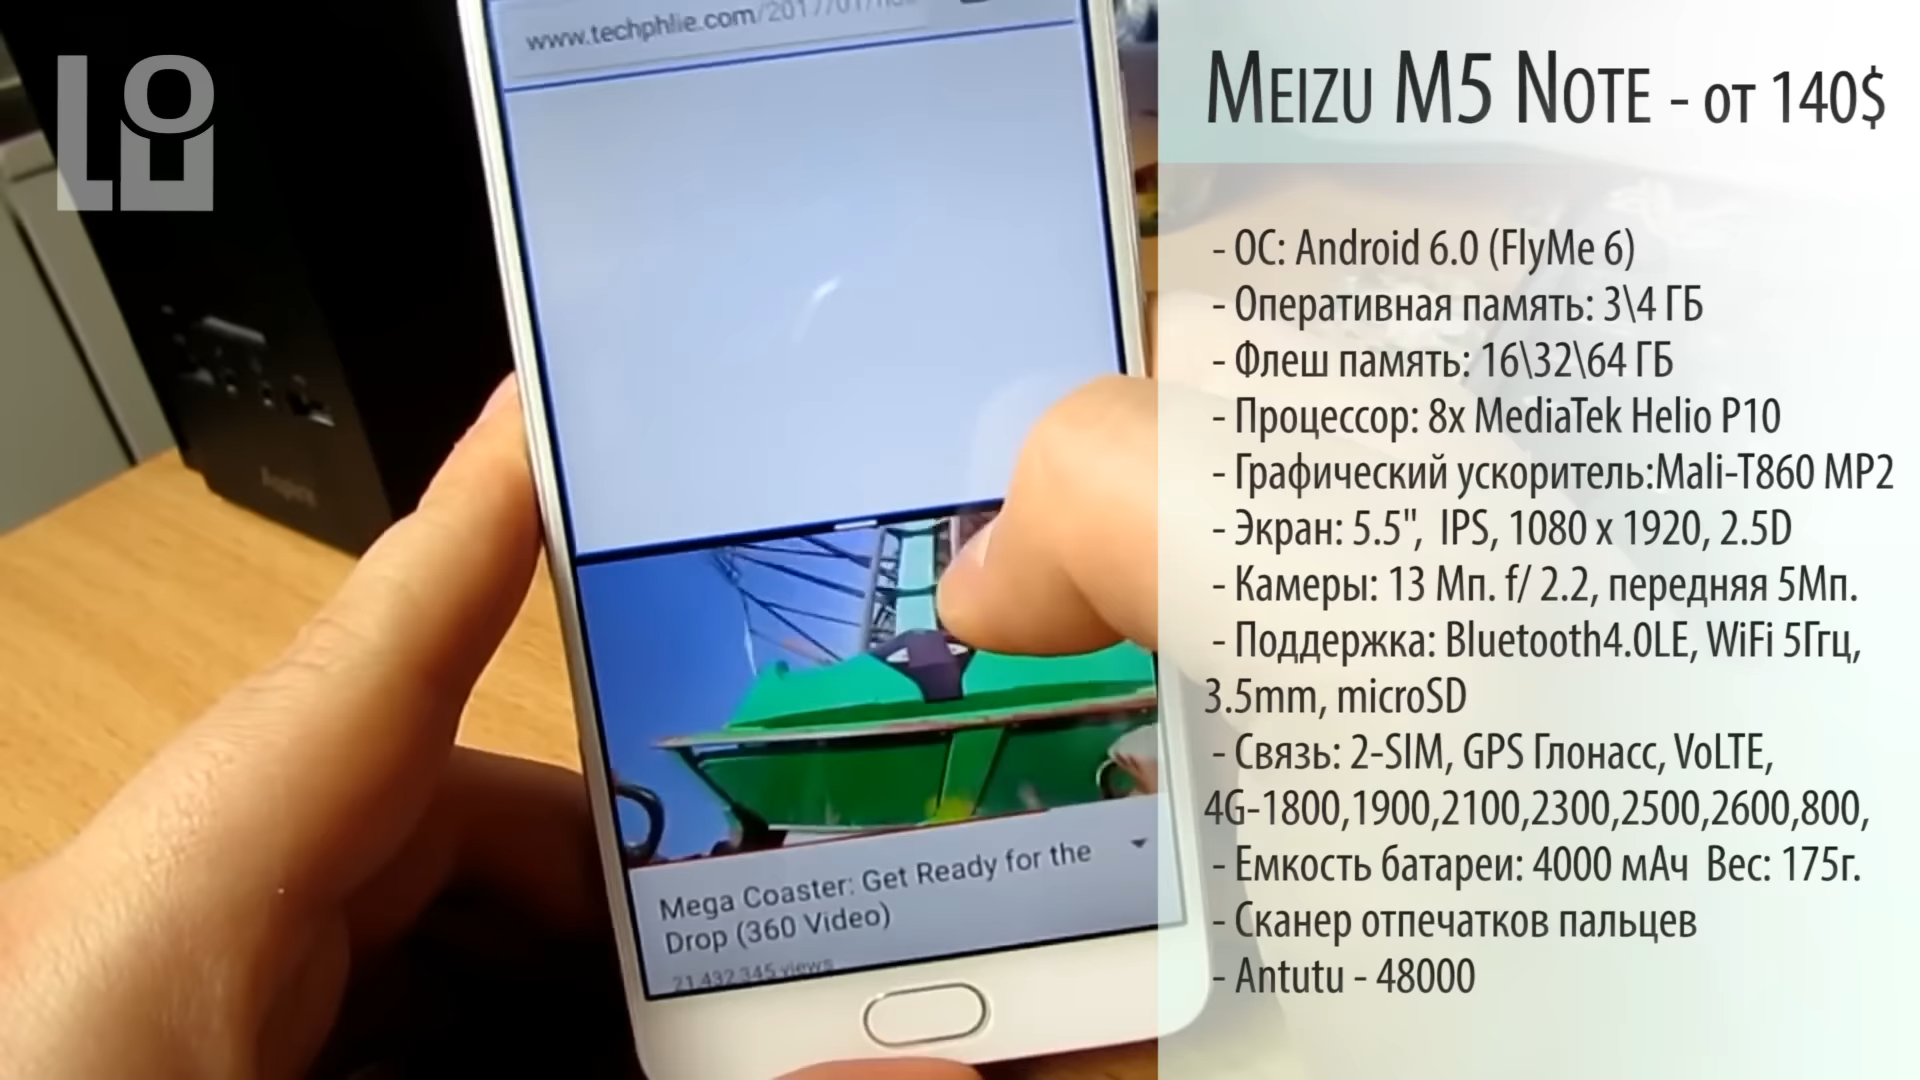 www.techphlie.com/2017/01/
MEIZU M5 NOTE - от 140$
- ОС: Android 6.0 (FlyMe 6)
- Оперативная память: 3\4 ГБ
- Флеш память: 16\32\64 ГБ
- Процессор: 8x MediaTek Helio P10
- Графический ускоритель:Mali-T860 MP2
- Экран: 5.5", IPS, 1080 x 1920, 2.5D
- Камеры: 13 Мп. f/ 2.2, передняя 5Мп.
- Поддержка: Bluetooth4.0LE, WiFi 5Ггц,
3.5mm, microSD
- Связь: 2-SIM, GPS Глонасс, VoLTE,
4G-1800,1900,2100,2300,2500,2600,800,
- Емкость батареи: 4000 мАч Вес: 175г.
- Сканер отпечатков пальцев
- Antutu - 48000
Mega Coaster: Get Ready for the
Drop (360 Video)
21,432,345 views